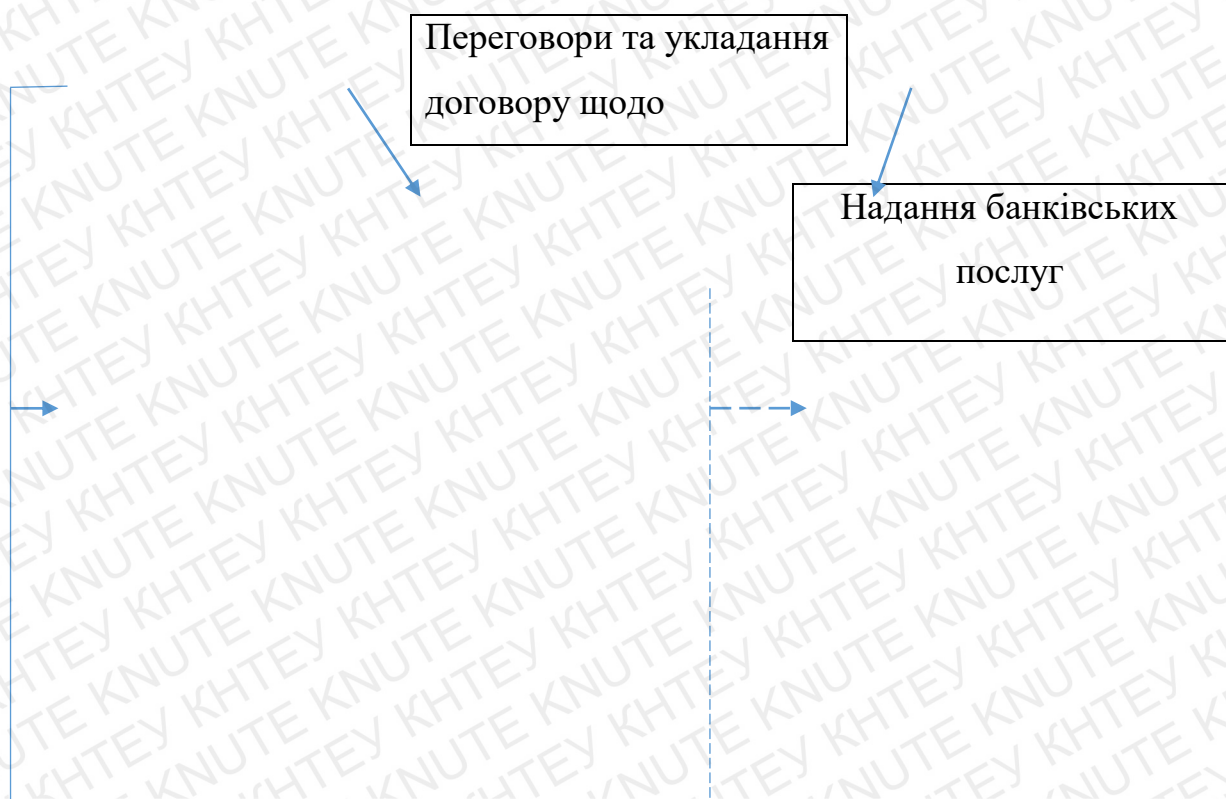 Переговори та укладання
договору щодо
Надання банківських
послуг